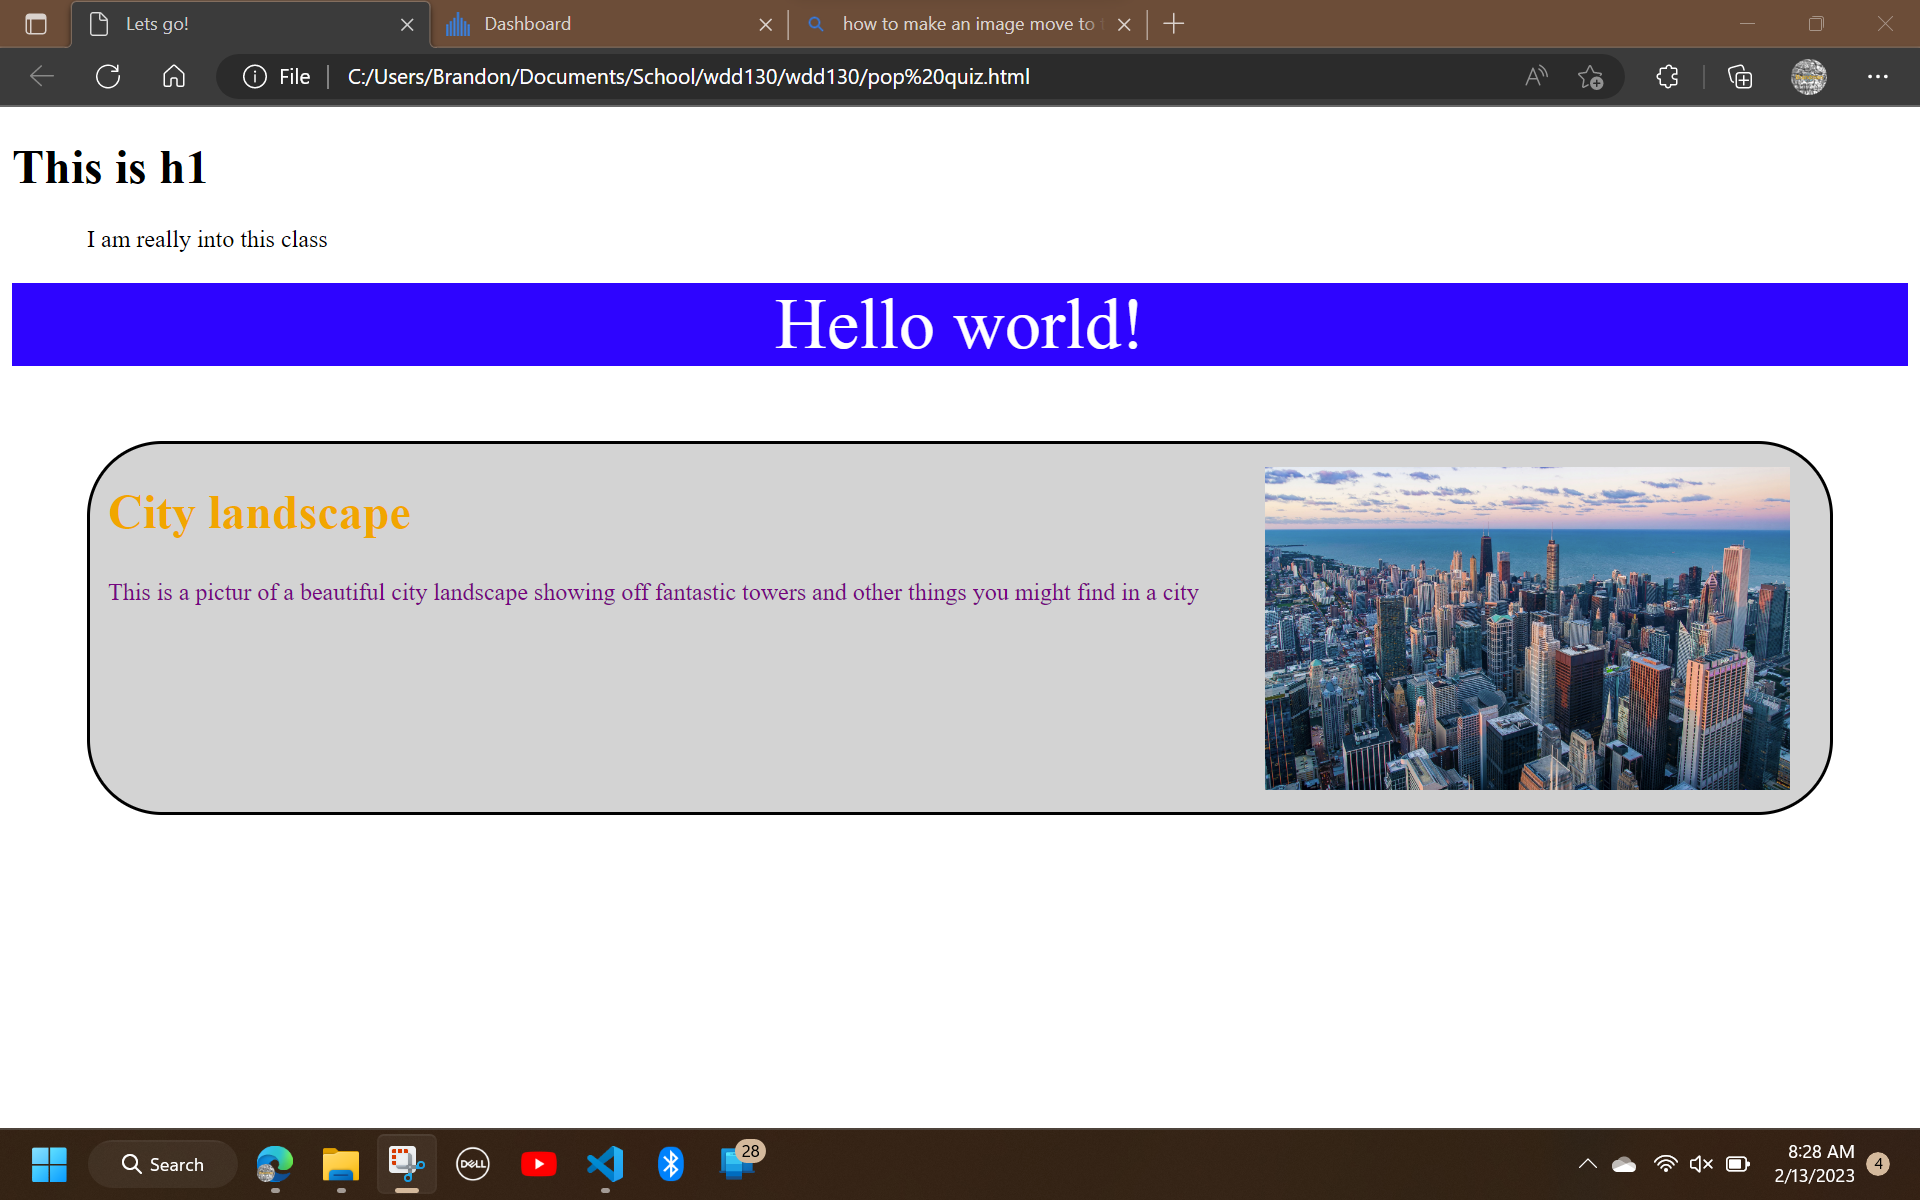 Lets go!
Dashboard
how to make an image move to
File
C:/Users/Brandon/Documents/School/wdd130/wdd130/pop%20quiz.html
This is h1
I am really into this class
Hello world!
City landscape
This is a pictur of a beautiful city landscape showing off fantastic towers and other things you might find in a city
Search
DELL
28
8:28 AM
2/13/2023
4